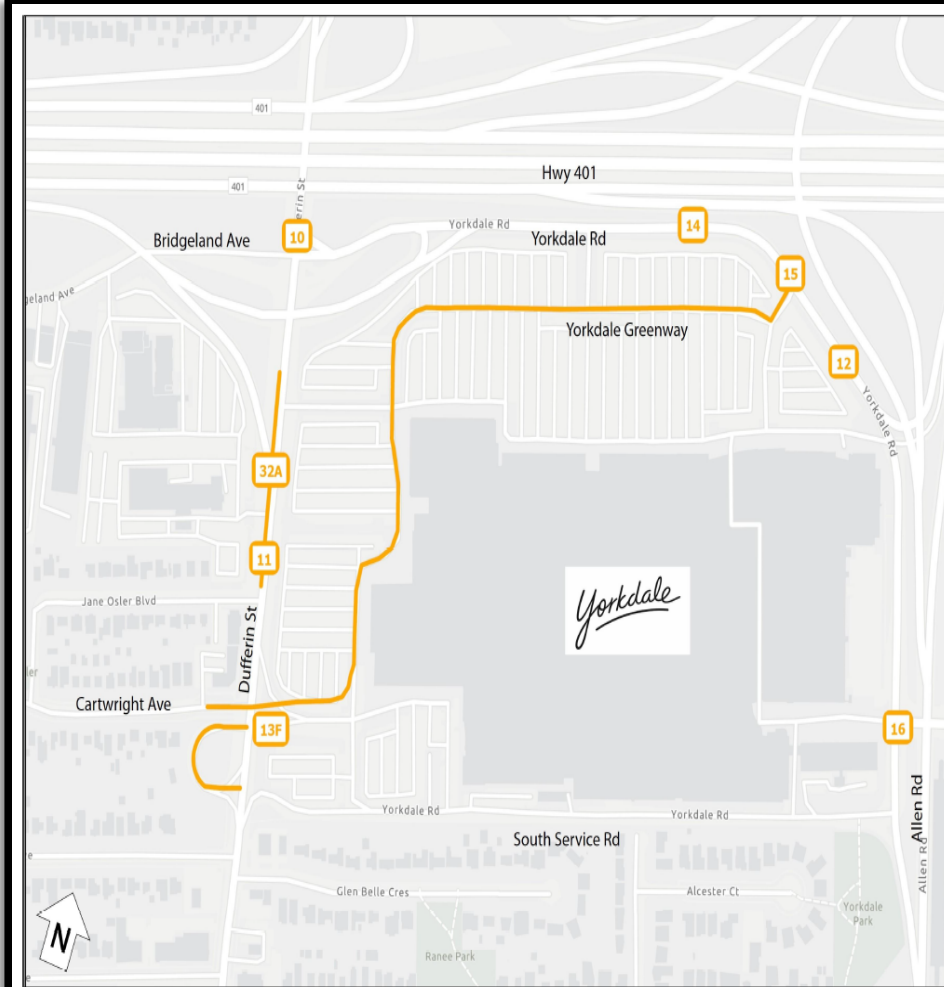 401
Hwy 401
401
erin St
Yorkdale Rd
14
10
Bridgeland Ave
Yorkdale Rd
15
geland Ave
Yorkdale Greenway
12
Yorkdale Rd
32A
11
Jane Osler Blvd
yorkdale
Dufferin St
ler
Cartwright Ave
13F
16
Yorkdale Rd
Yorkdale Rd
Allen Rd
South Service Rd
Allen Rd
e
Glen Belle Cres
Alcester Ct
Yorkdale
Park
N
Ranee Park
e